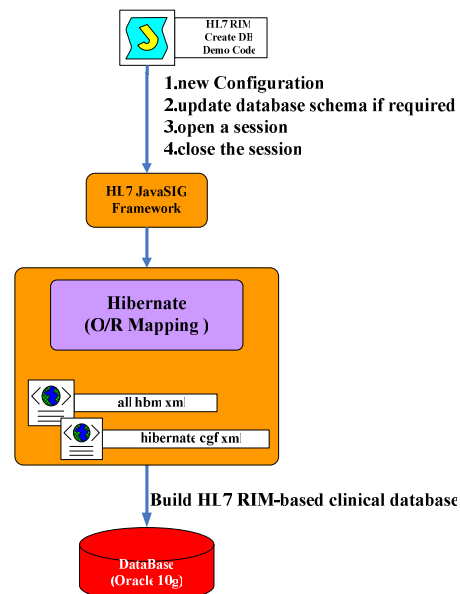 HL7 RIM
Create DB
Demo Code
1.new Configuration
2.update database schema if required
3.open a session
4.close the session
HL7 JavaSIG
Framework
Hibernate
(O/R Mapping )
all hbm xml
hibernate cgf xml
Build HL7 RIM-based clinical database
DataBase
(Oracle 10g)